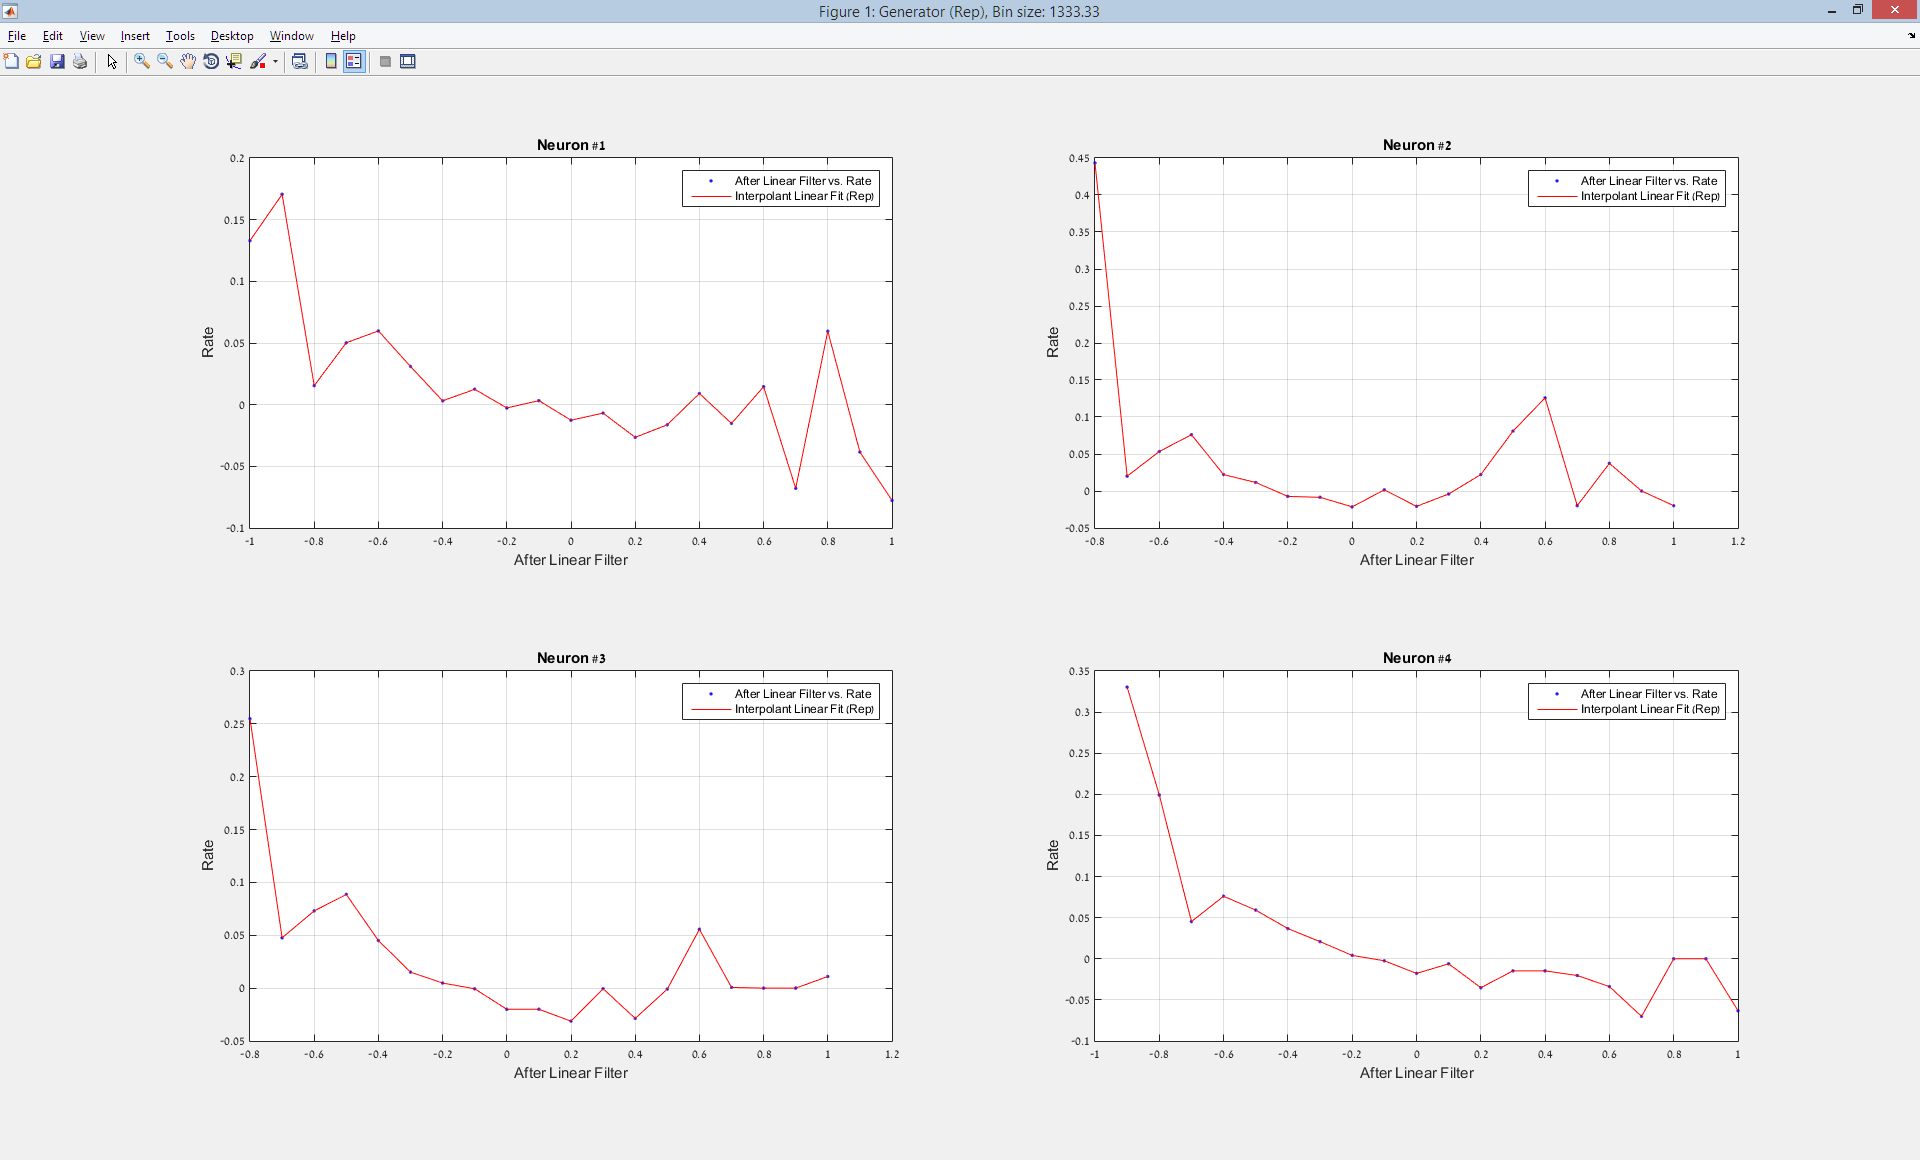 Figure 1: Generator (Rep), Bin size: 1333.33
File Edit View Insert Tools Desktop Window Help
Neuron #1
After Linear Filter vs. Rate
Interpolant Linear Fit (Rep)
0.2
0.15
0.1
0.05
0
-0.05
-0.1
Rate
-1 -0.8 -0.6 -0.4 -0.2 0 0.2 0.4 0.6 0.8 1
After Linear Filter
Neuron #2
After Linear Filter vs. Rate
Interpolant Linear Fit (Rep)
0.45
0.4
0.35
0.3
0.25
0.2
0.15
0.1
0.05
0
-0.05
Rate
-0.8 -0.6 -0.4 -0.2 0 0.2 0.4 0.6 0.8 1 1.2
After Linear Filter
Neuron #3
After Linear Filter vs. Rate
Interpolant Linear Fit (Rep)
0.3
0.25
0.2
0.15
0.1
0.05
0
-0.05
Rate
-0.8 -0.6 -0.4 -0.2 0 0.2 0.4 0.6 0.8 1 1.2
After Linear Filter
Neuron #4
After Linear Filter vs. Rate
Interpolant Linear Fit (Rep)
0.35
0.3
0.25
0.2
0.15
0.1
0.05
0
-0.05
-0.1
Rate
-1 -0.8 -0.6 -0.4 -0.2 0 0.2 0.4 0.6 0.8 1
After Linear Filter